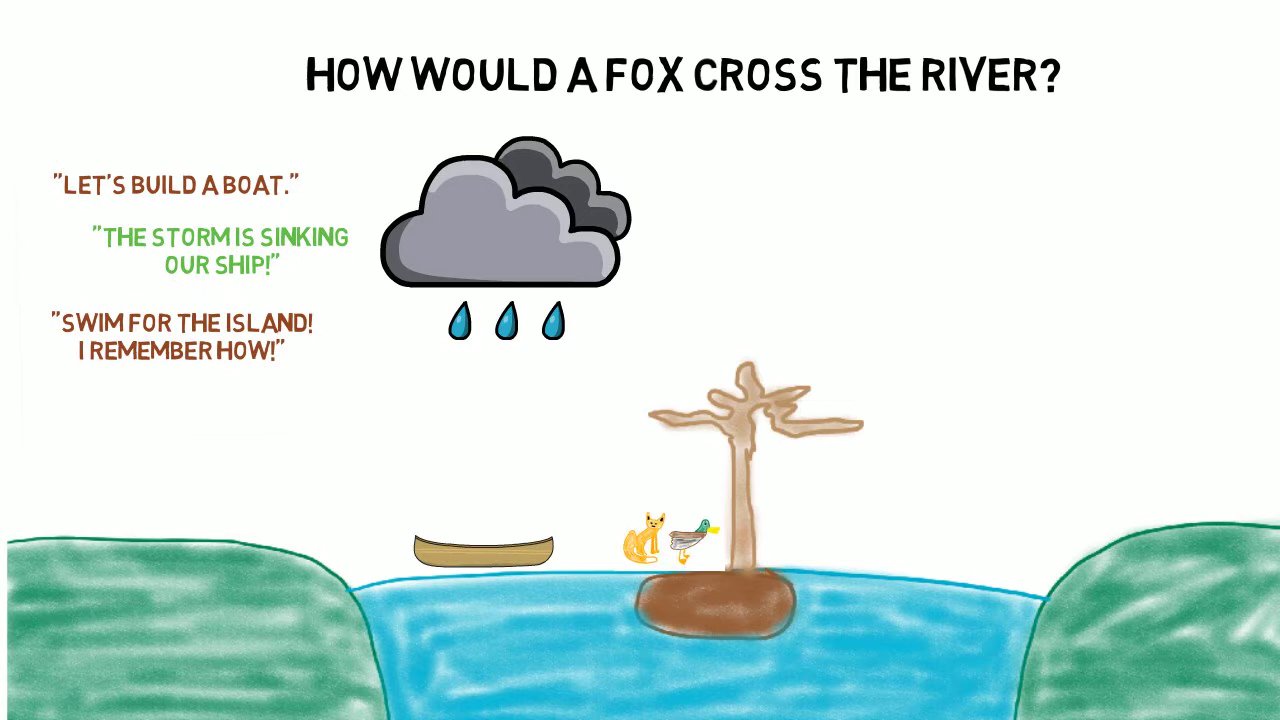 HOW WOULD A FOX CROSS THE RIVER?
"LET'S BUILD A BOAT."
"THE STORM IS SINKING
OUR SHIP!"
"SWIM FOR THE ISLAND!
I REMEMBER HOW!"